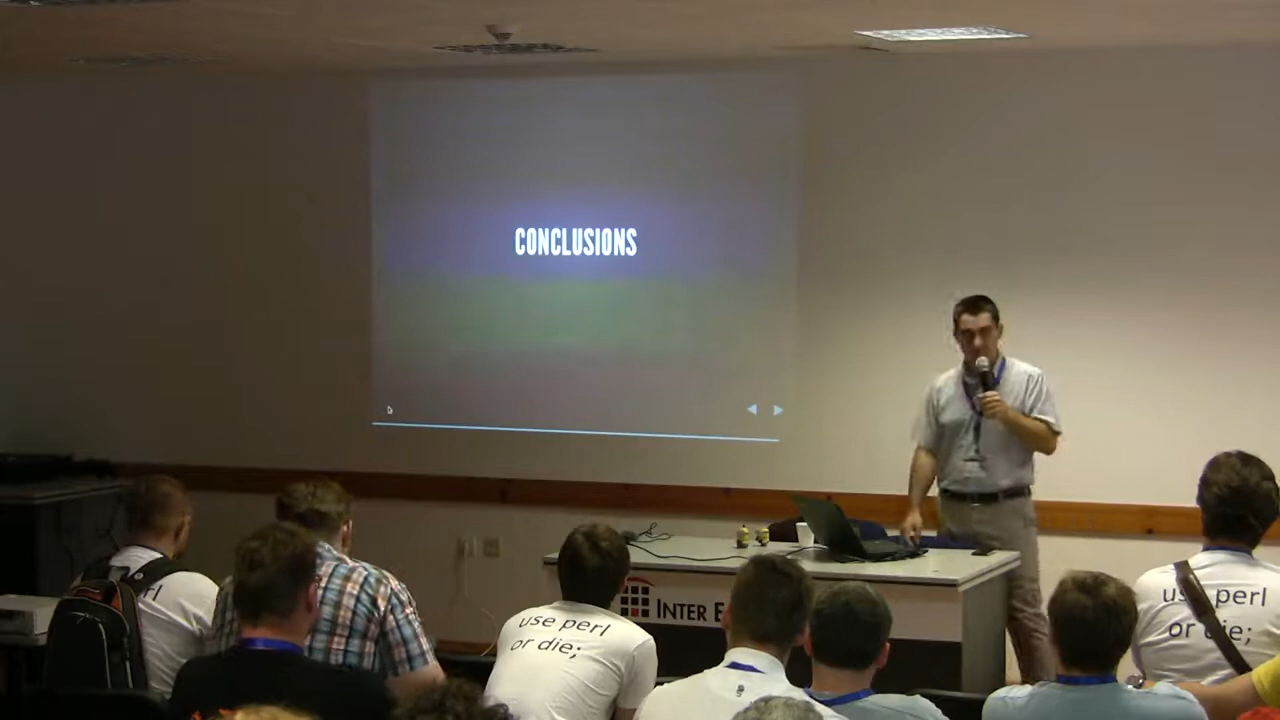 CONCLUSIONS
use perl
or die;
INTER E
use perl
or die;